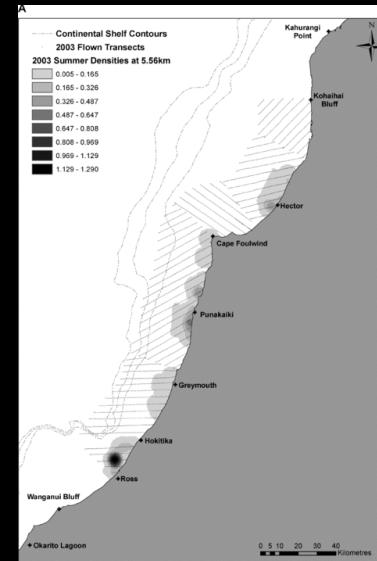 A
Continental Shelf Contours
2003 Flown Transects
2003 Summer Densities at 5.56km
0.005 - 0.165
0.165 - 0.326
0.326 - 0.487
0.487 - 0.647
0.647 - 0.808
0.808 - 0.969
0.969 - 1.129
1.129 - 1.290
Kahurangi
Point
N
Kohaihai
Bluff
Hector
Cape Foulwind
Punakaiki
Greymouth
Hokitika
Ross
Wanganui Bluff
Okarito Lagoon
0 5 10 20 30 40
Kilometres